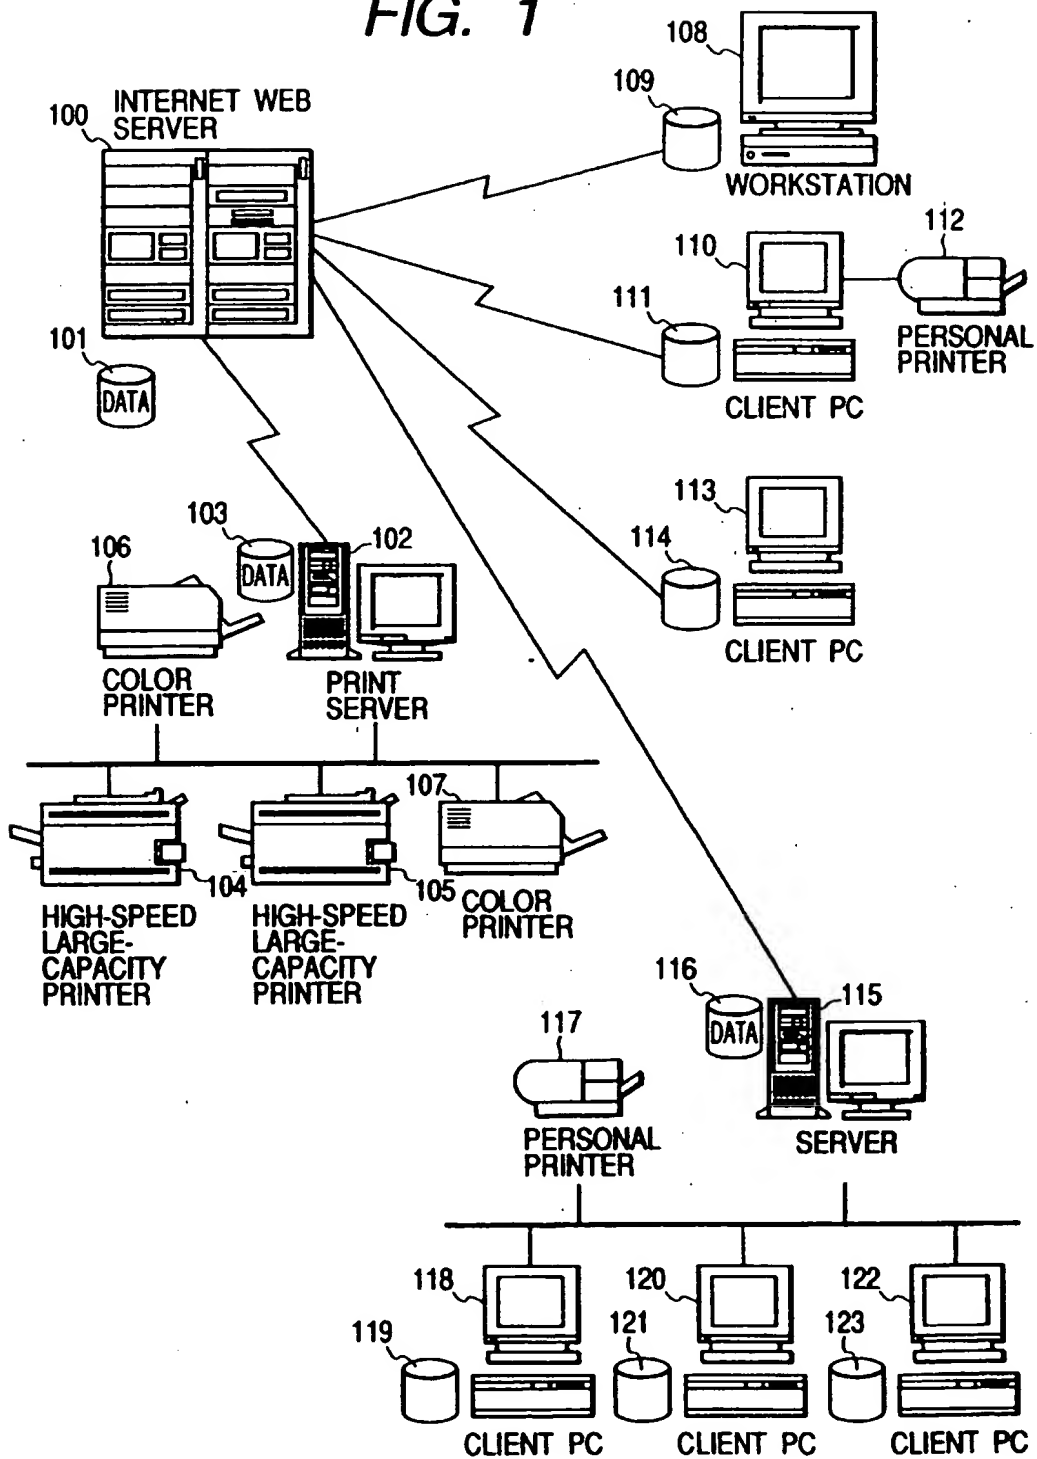 FIG. 1
108
109
INTERNET WEB
SERVER
100
WORKSTATION
112
110
111
PERSONAL
PRINTER
101
DATA
CLIENT PC
113
103
102
106
114
DATA
CLIENT PC
COLOR
PRINTER
PRINT
SERVER
107
104
105
HIGH-SPEED
LARGE-
CAPACITY
PRINTER
HIGH-SPEED
LARGE-
CAPACITY
PRINTER
COLOR
PRINTER
116
115
DATA
117
PERSONAL
PRINTER
SERVER
118
120
122
119
121
123
CLIENT PC
CLIENT PC
CLIENT PC